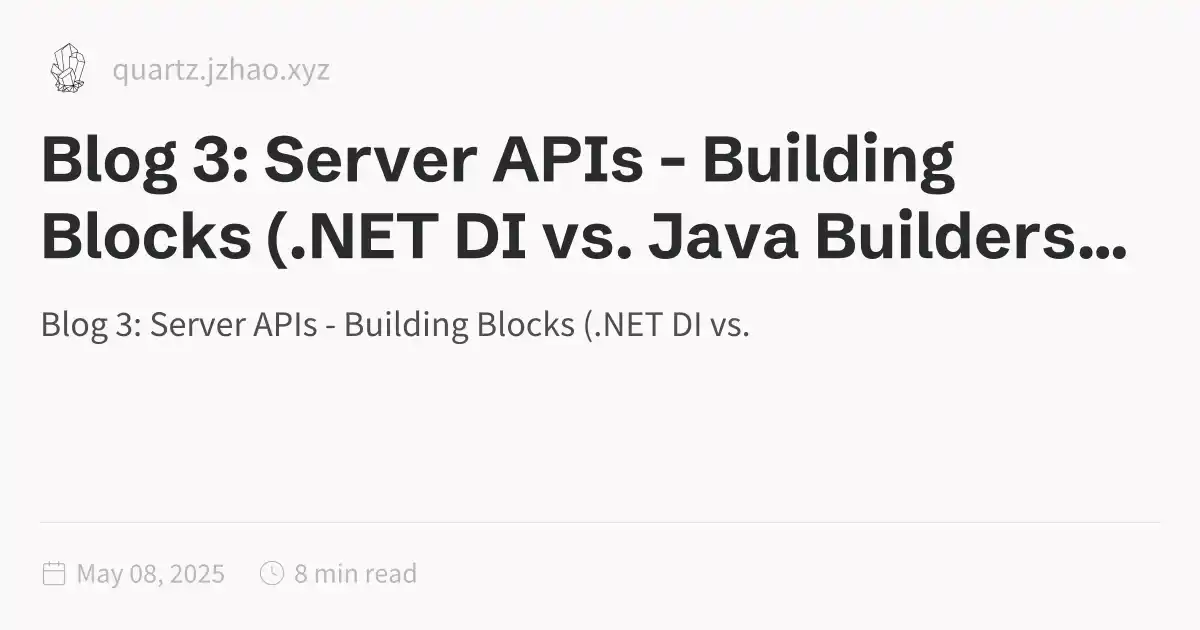 quartz.jzhao.xyz
Blog 3: Server APIs - Building
Blocks (.NET DI vs. Java Builders...
Blog 3: Server APIs - Building Blocks (.NET DI vs.
May 08, 2025 8 min read